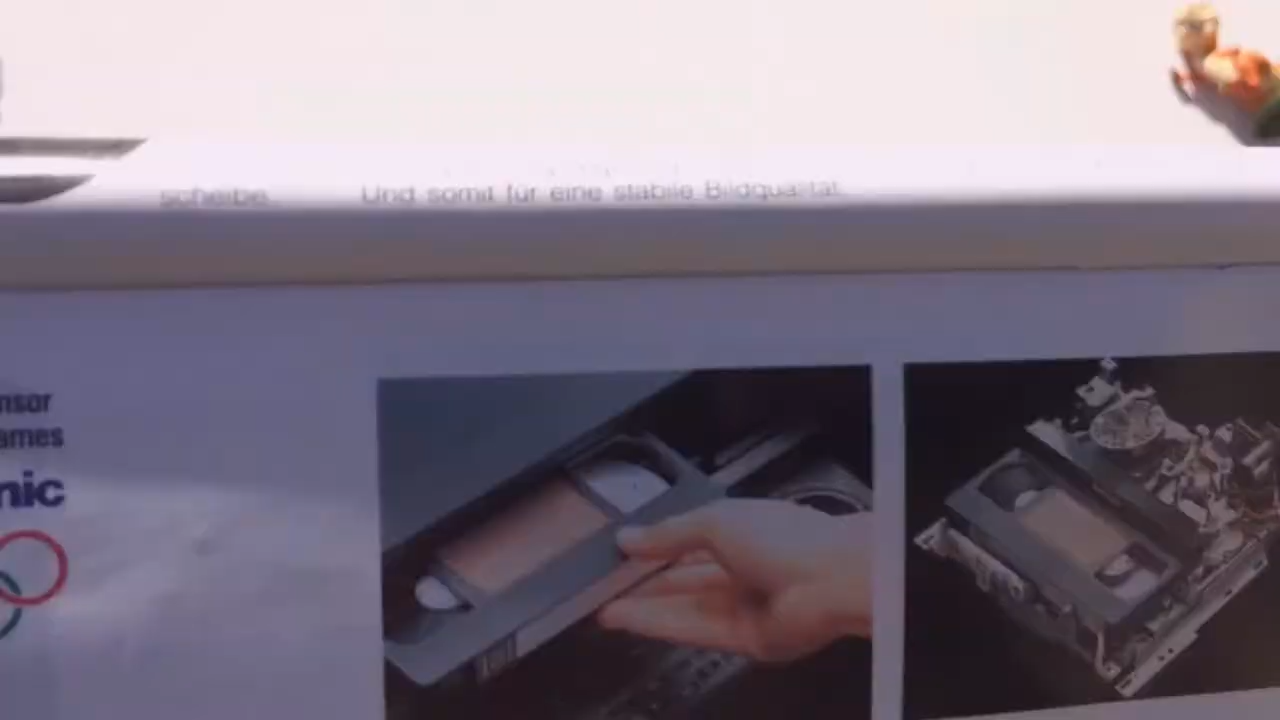 scheibe. Und somit für eine stabile Bildqualität.
nsor
ames
nic